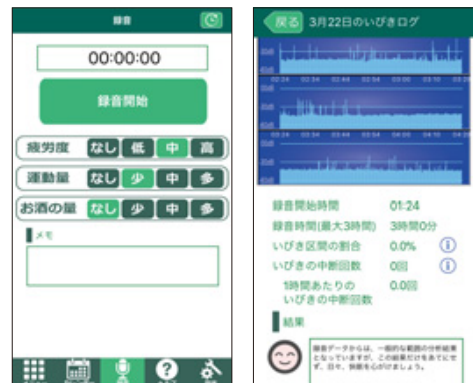 録音
00:00:00
録音開始
疲労度 なし 低 中 高
運動量 なし 少 中 多
お酒の量 なし 少 中 多
メモ
?
戻る 3月22日のいびきログ
録音開始時間 01:24
録音時間(最大3時間) 3時間0分
いびき区間の割合 0.0% i
いびきの中断回数 0回 i
1時間あたりの 0.0回
いびきの中断回数
結果
録音データからは、一般的な範囲の分析結果
となっていますが、この結果だけをあてにせ
ず、日々、快眠を心がけましょう。